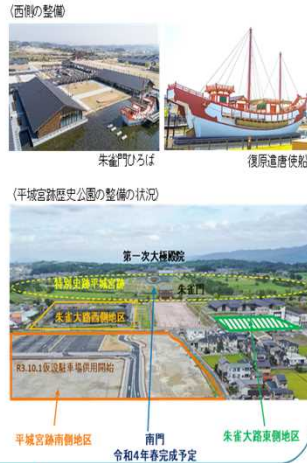 〈西側の整備〉
朱雀門ひろば
復原遣唐使船
〈平城宮跡歴史公園の整備の状況〉
第一次大極殿院
特別史跡平城宮跡
朱雀門
朱雀大路西側地区
R3.10.1仮設駐車場供用開始
平城宮跡南側地区
南門
令和4年春完成予定
朱雀大路東側地区